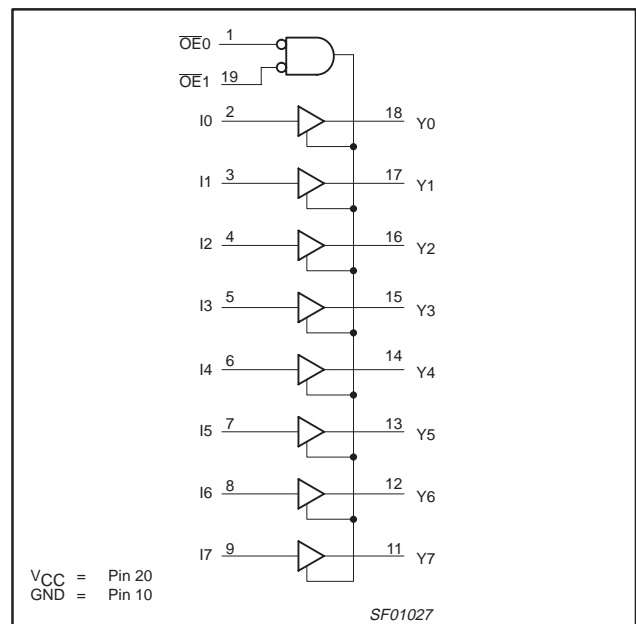 O̅E̅0 1
O̅E̅1 19
I0 2 18 Y0
I1 3 17 Y1
I2 4 16 Y2
I3 5 15 Y3
I4 6 14 Y4
I5 7 13 Y5
I6 8 12 Y6
I7 9 11 Y7
VCC = Pin 20
GND = Pin 10
SF01027